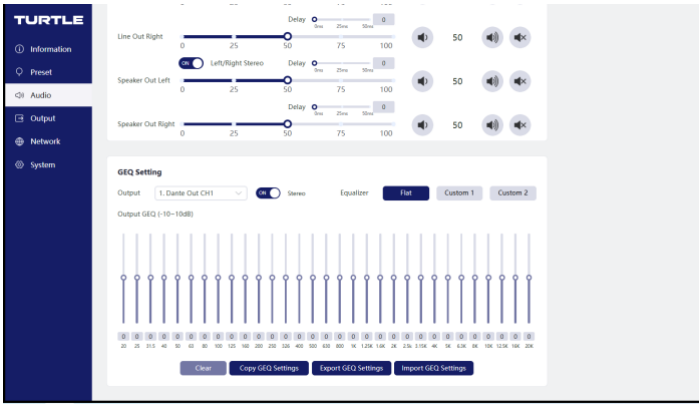 TURTLE
Information
Preset
Audio
Output
Network
System
Delay 0
0ms 25ms 50ms
Line Out Right
0 25 50 75 100
50
ON Left/Right Stereo Delay 0
0ms 25ms 50ms
Speaker Out Left
0 25 50 75 100
50
Delay 0
0ms 25ms 50ms
Speaker Out Right
0 25 50 75 100
50
GEQ Setting
Output 1. Dante Out CH1 ON Stereo Equalizer Flat Custom 1 Custom 2
Output GEQ (-10~10dB)
0 0 0 0 0 0 0 0 0 0 0 0 0 0 0 0 0 0 0 0 0 0 0 0 0 0 0 0 0 0 0
20 25 31.5 40 50 63 80 100 125 160 200 250 326 400 500 630 800 1K 1.25K 1.6K 2K 2.5k 3.15K 4K 5K 6.3K 8K 10K 12.5K 16K 20K
Clear Copy GEQ Settings Export GEQ Settings Import GEQ Settings